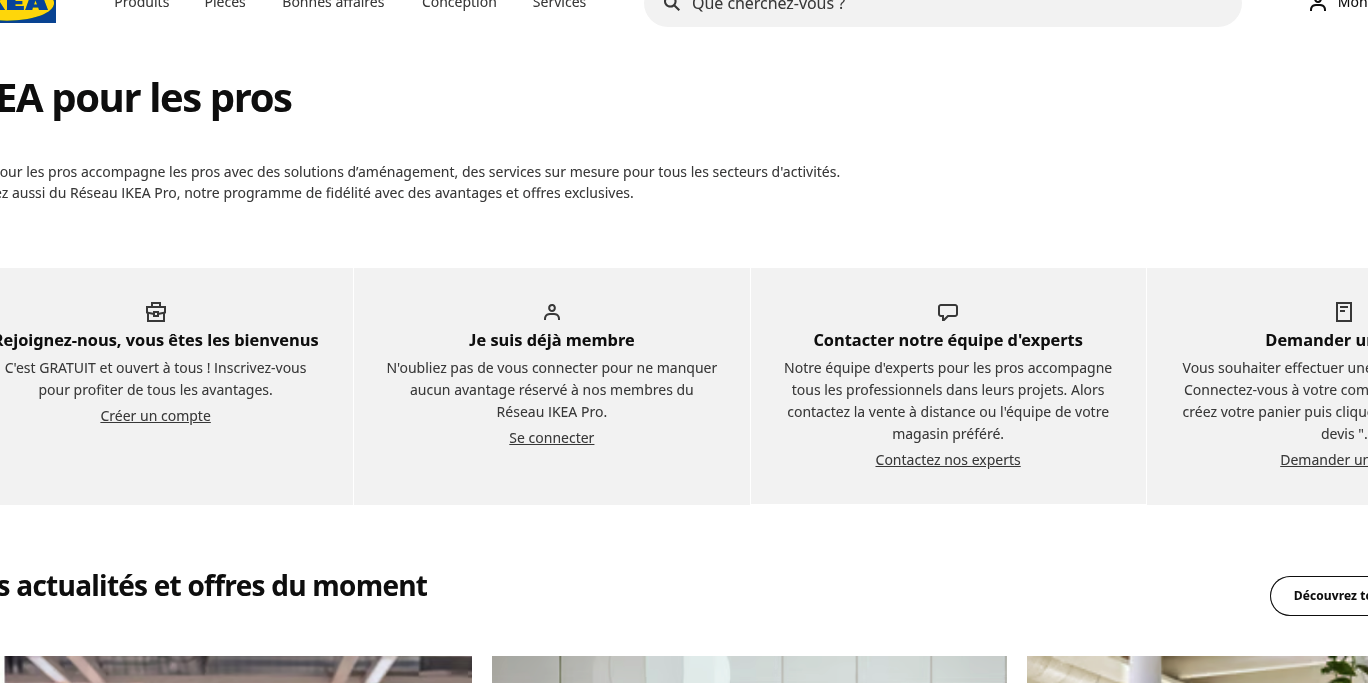 Produits Pièces Bonnes affaires Conception Services Que cherchez-vous ? Mon
EA pour les pros
our les pros accompagne les pros avec des solutions d’aménagement, des services sur mesure pour tous les secteurs d'activités.
ez aussi du Réseau IKEA Pro, notre programme de fidélité avec des avantages et offres exclusives.
Rejoignez-nous, vous êtes les bienvenus
C'est GRATUIT et ouvert à tous ! Inscrivez-vous
pour profiter de tous les avantages.
Créer un compte
Je suis déjà membre
N'oubliez pas de vous connecter pour ne manquer
aucun avantage réservé à nos membres du
Réseau IKEA Pro.
Se connecter
Contacter notre équipe d'experts
Notre équipe d'experts pour les pros accompagne
tous les professionnels dans leurs projets. Alors
contactez la vente à distance ou l'équipe de votre
magasin préféré.
Contactez nos experts
Demander u
Vous souhaiter effectuer une
Connectez-vous à votre com
créez votre panier puis clique
devis ".
Demander un
s actualités et offres du moment
Découvrez to